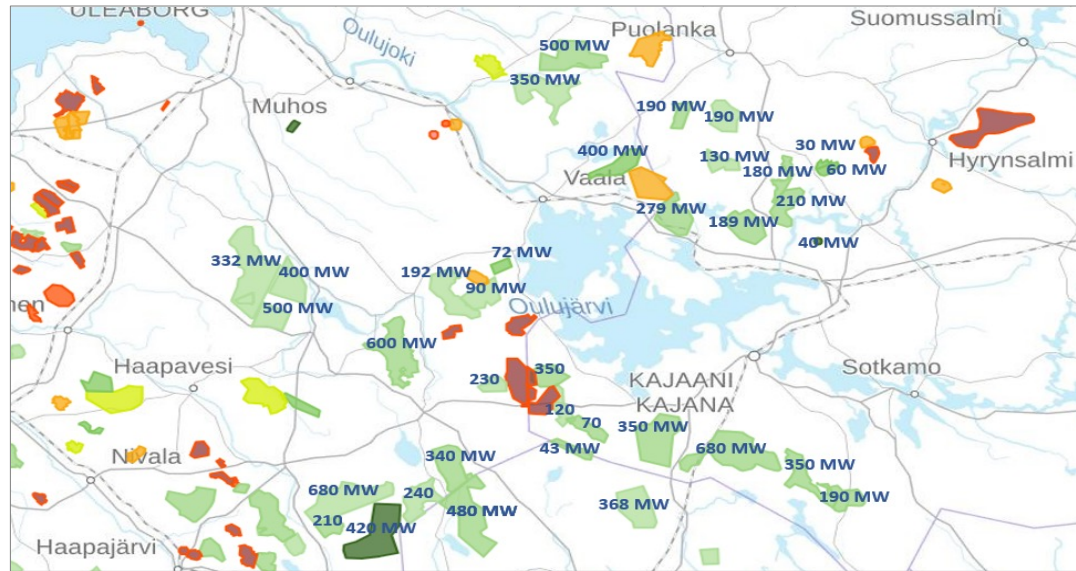 ULEÅBORG
Oulujoki
500 MW
Puolanka
Suomussalmi
350 MW
Muhos
190 MW
190 MW
30 MW
Hyrynsalmi
400 MW
130 MW
180 MW
60 MW
Vaala
279 MW
189 MW
210 MW
40 MW
332 MW
400 MW
192 MW
72 MW
90 MW
500 MW
Oulujärvi
nen
600 MW
Haapavesi
230
350
KAJAANI
KAJANA
Sotkamo
120
70
350 MW
43 MW
680 MW
Nivala
340 MW
350 MW
680 MW
240
190 MW
210
420 MW
480 MW
368 MW
Haapajärvi